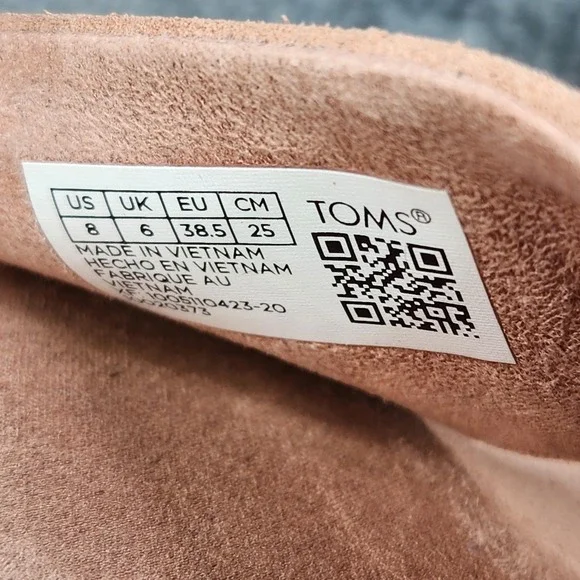 US UK EU CM
8 6 38.5 25
TOMS®
MADE IN VIETNAM
HECHO EN VIETNAM
FABRIQUE AU
VIETNAM